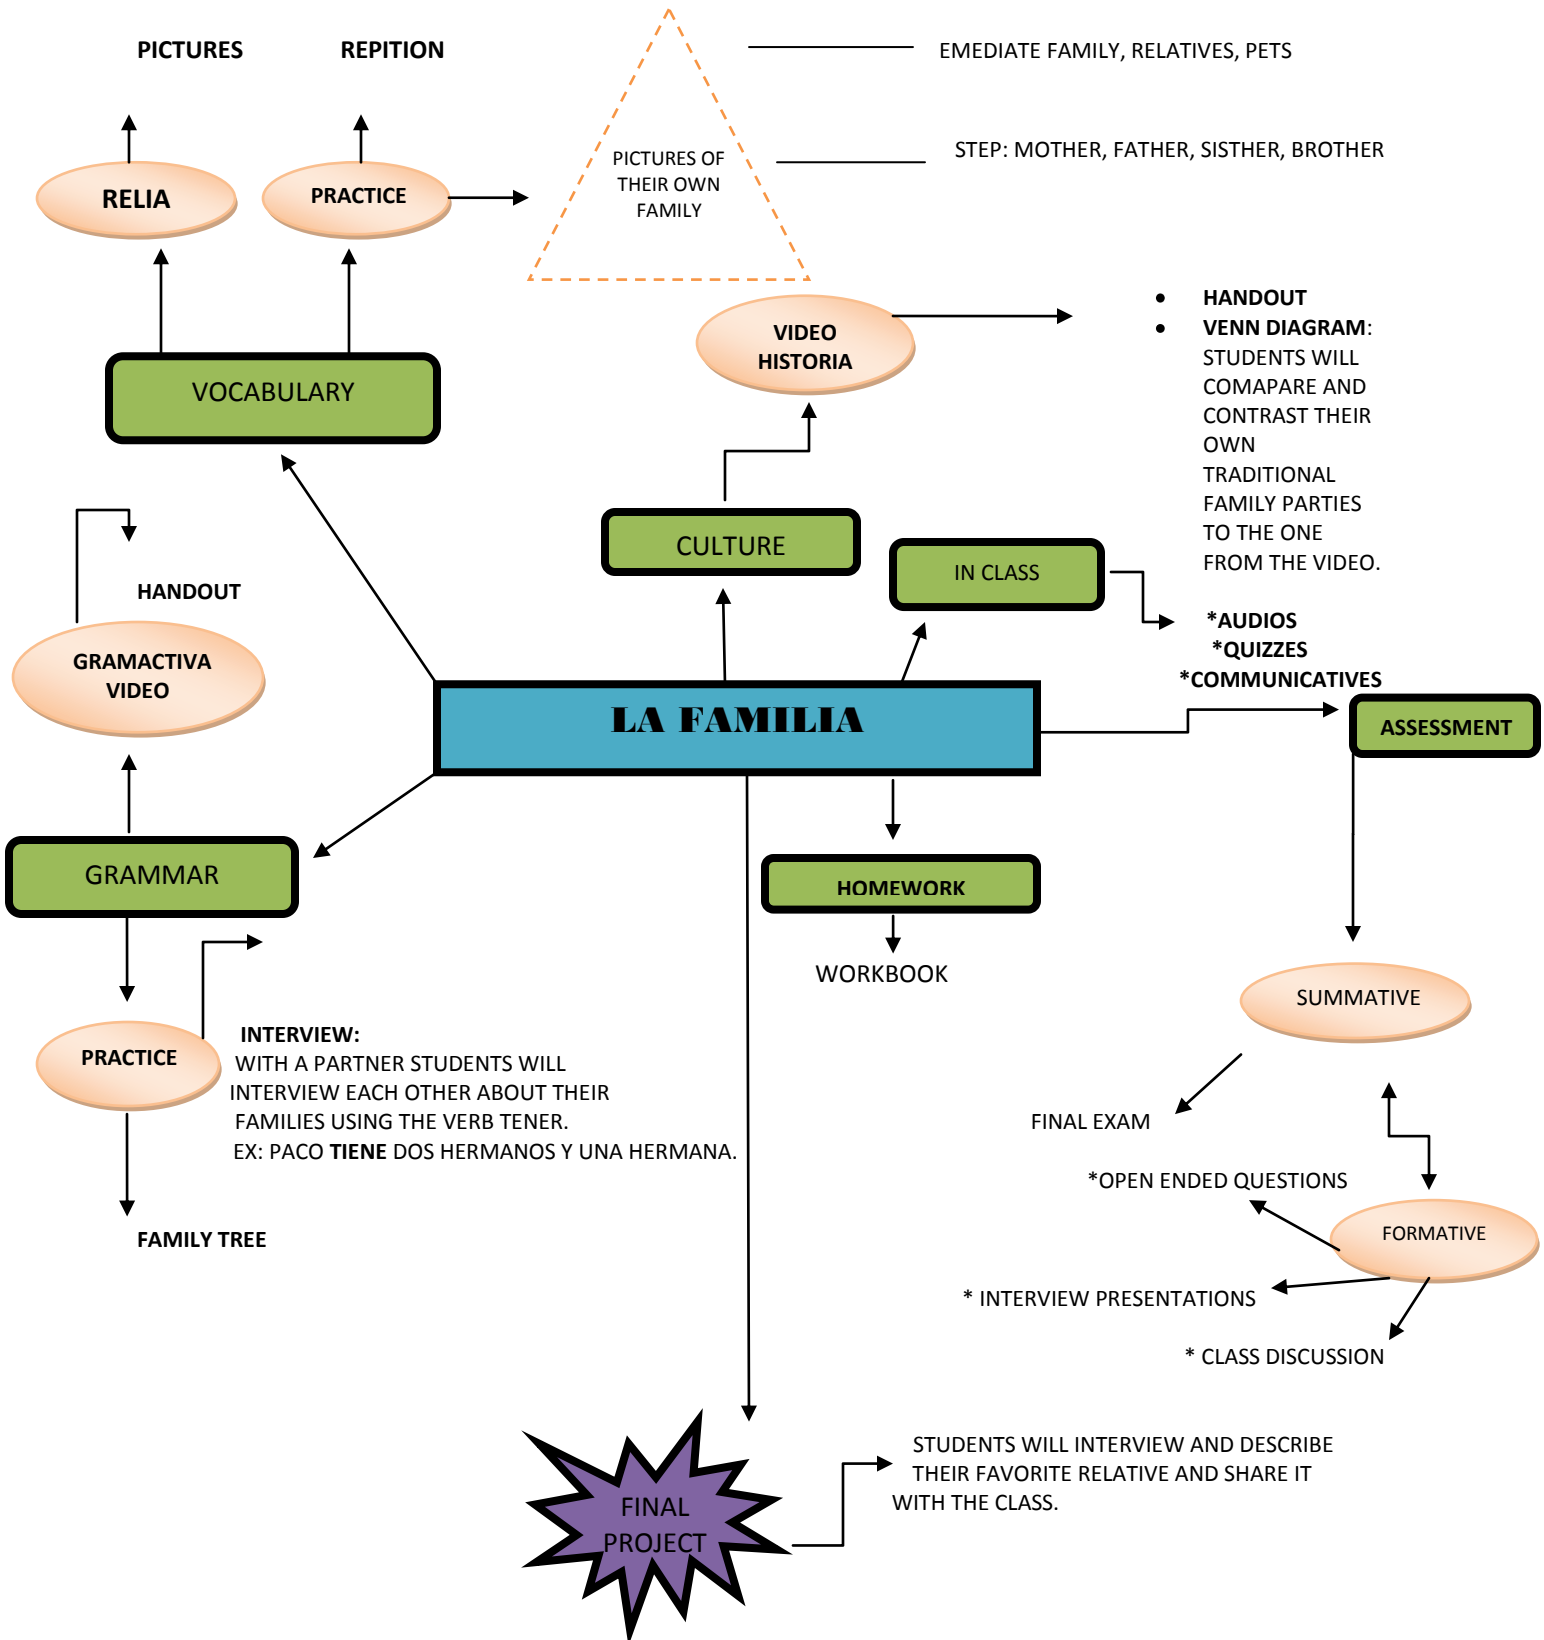 PICTURES
REPITION
EMEDIATE FAMILY, RELATIVES, PETS
STEP: MOTHER, FATHER, SISTHER, BROTHER
PICTURES OF
THEIR OWN
FAMILY
RELIA
PRACTICE
• HANDOUT
• VENN DIAGRAM:
STUDENTS WILL
COMAPARE AND
CONTRAST THEIR
OWN
TRADITIONAL
FAMILY PARTIES
TO THE ONE
FROM THE VIDEO.
VIDEO
HISTORIA
VOCABULARY
CULTURE
IN CLASS
HANDOUT
*AUDIOS
*QUIZZES
*COMMUNICATIVES
GRAMACTIVA
VIDEO
LA FAMILIA
ASSESSMENT
GRAMMAR
HOMEWORK
WORKBOOK
SUMMATIVE
PRACTICE
INTERVIEW:
WITH A PARTNER STUDENTS WILL
INTERVIEW EACH OTHER ABOUT THEIR
FAMILIES USING THE VERB TENER.
EX: PACO TIENE DOS HERMANOS Y UNA HERMANA.
FINAL EXAM
*OPEN ENDED QUESTIONS
FORMATIVE
FAMILY TREE
* INTERVIEW PRESENTATIONS
* CLASS DISCUSSION
STUDENTS WILL INTERVIEW AND DESCRIBE
THEIR FAVORITE RELATIVE AND SHARE IT
WITH THE CLASS.
FINAL
PROJECT